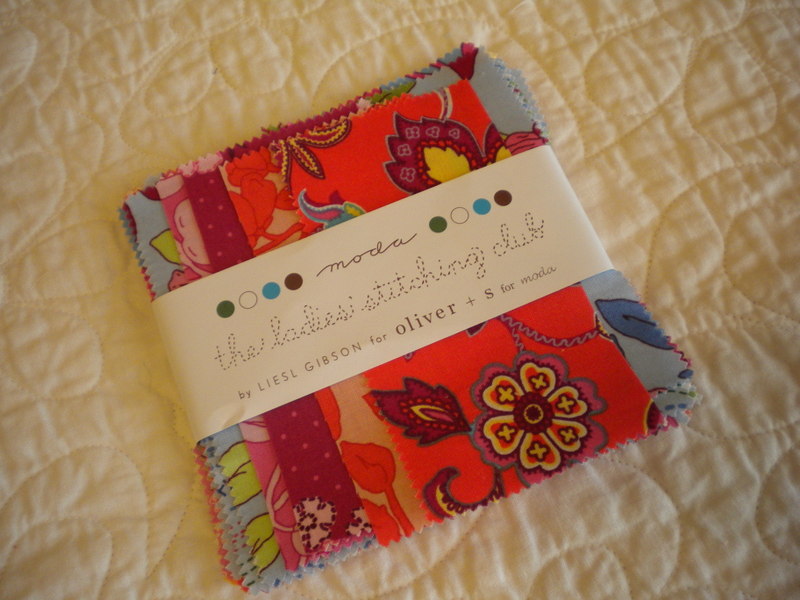 moda
the ladies' stitching club
by LIESL GIBSON for oliver + s for moda